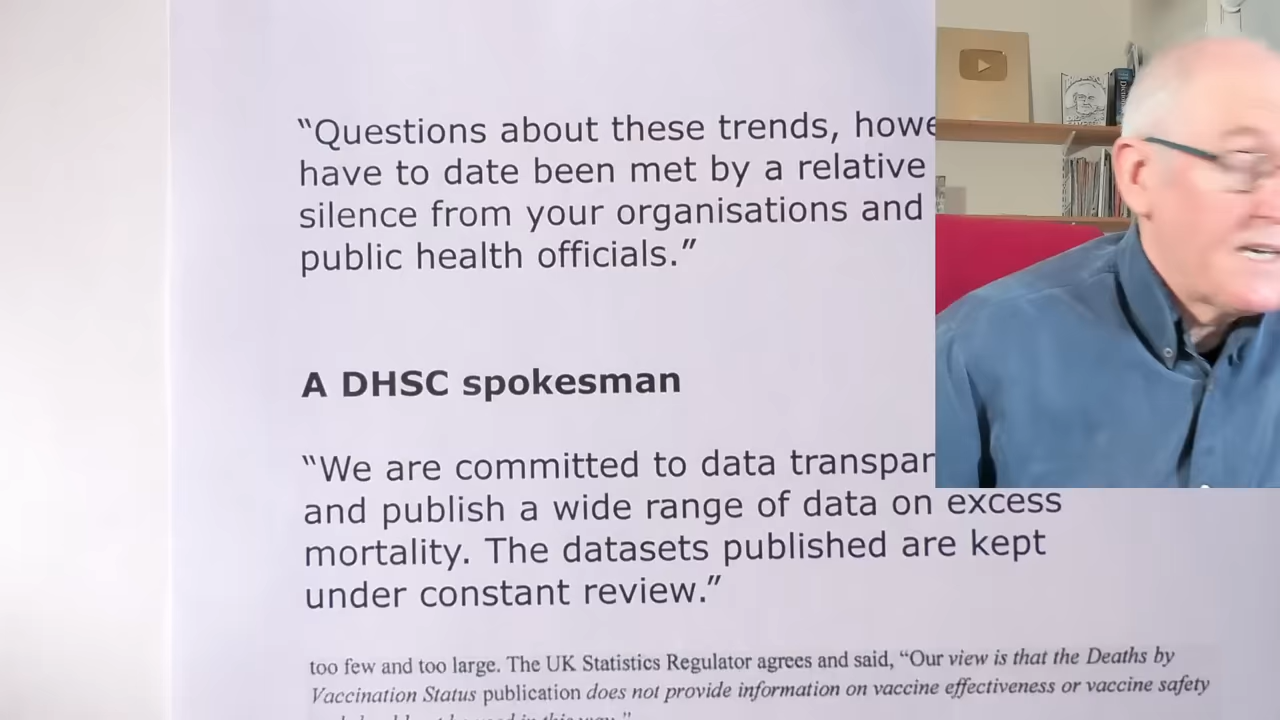 “Questions about these trends, howe
have to date been met by a relative
silence from your organisations and
public health officials.”
A DHSC spokesman
“We are committed to data transpar
and publish a wide range of data on excess
mortality. The datasets published are kept
under constant review.”
too few and too large. The UK Statistics Regulator agrees and said, “Our view is that the Deaths by
Vaccination Status publication does not provide information on vaccine effectiveness or vaccine safety